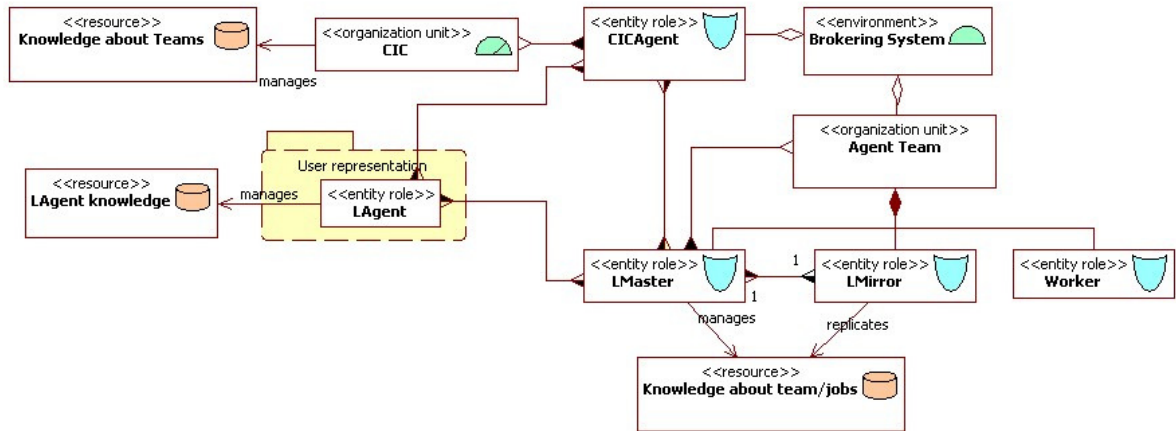 <<resource>>
Knowledge about Teams
<<organization unit>>
CIC
<<entity role>>
CICAgent
<<environment>>
Brokering System
manages
<<organization unit>>
Agent Team
User representation
<<resource>>
LAgent knowledge
manages
<<entity role>>
LAgent
<<entity role>>
LMaster
1
1
<<entity role>>
LMirror
<<entity role>>
Worker
manages
replicates
<<resource>>
Knowledge about team/jobs